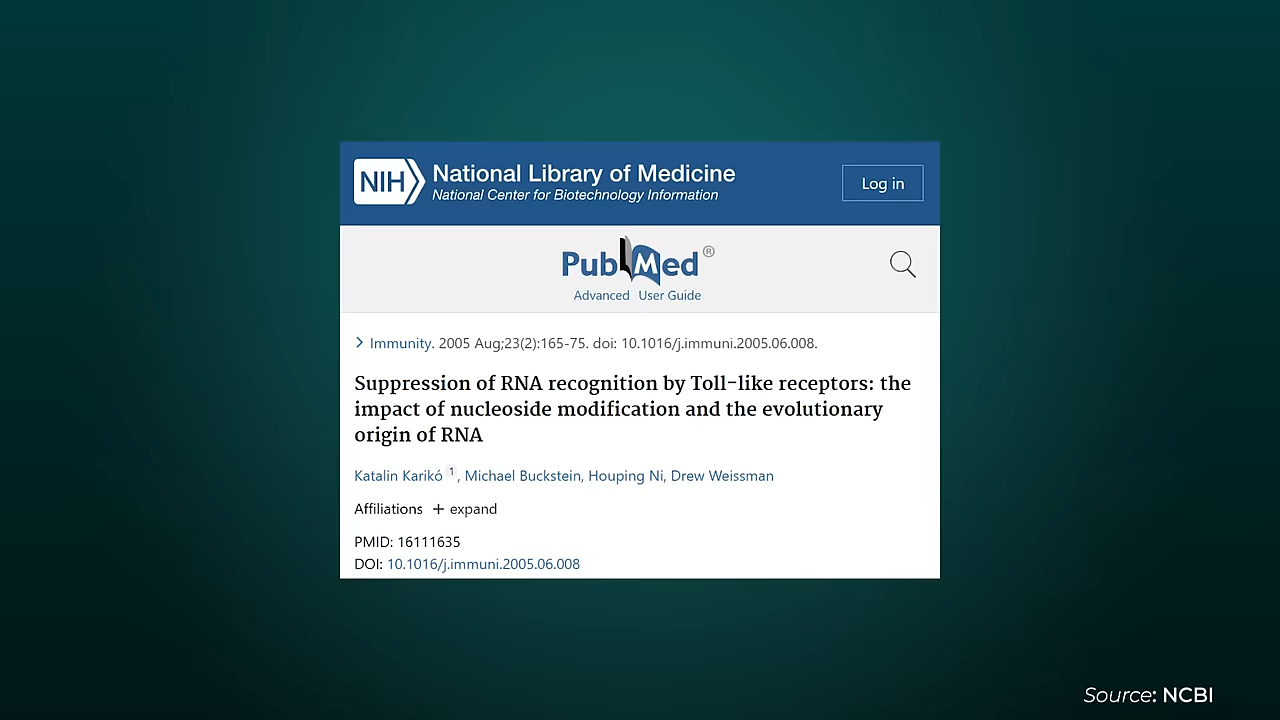 NIH National Library of Medicine
National Center for Biotechnology Information
Log in
PubMed®
Advanced User Guide
Immunity. 2005 Aug;23(2):165-75. doi: 10.1016/j.immuni.2005.06.008.
Suppression of RNA recognition by Toll-like receptors: the
impact of nucleoside modification and the evolutionary
origin of RNA
Katalin Karikó 1, Michael Buckstein, Houping Ni, Drew Weissman
Affiliations + expand
PMID: 16111635
DOI: 10.1016/j.immuni.2005.06.008
Source: NCBI